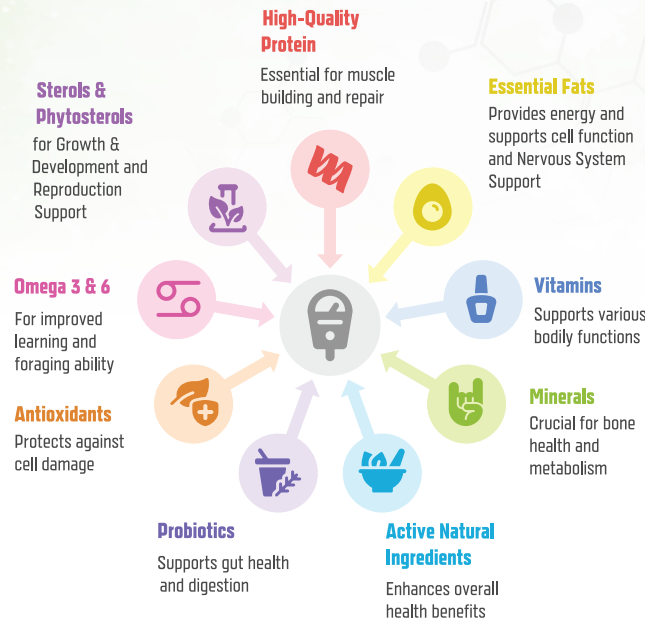 High-Quality
Protein
Essential for muscle
building and repair
Essential Fats
Provides energy and
supports cell function
and Nervous System
Support
Vitamins
Supports various
bodily functions
Minerals
Crucial for bone
health and
metabolism
Active Natural
Ingredients
Enhances overall
health benefits
Probiotics
Supports gut health
and digestion
Antioxidants
Protects against
cell damage
Omega 3 & 6
For improved
learning and
foraging ability
Sterols &
Phytosterols
for Growth &
Development and
Reproduction
Support